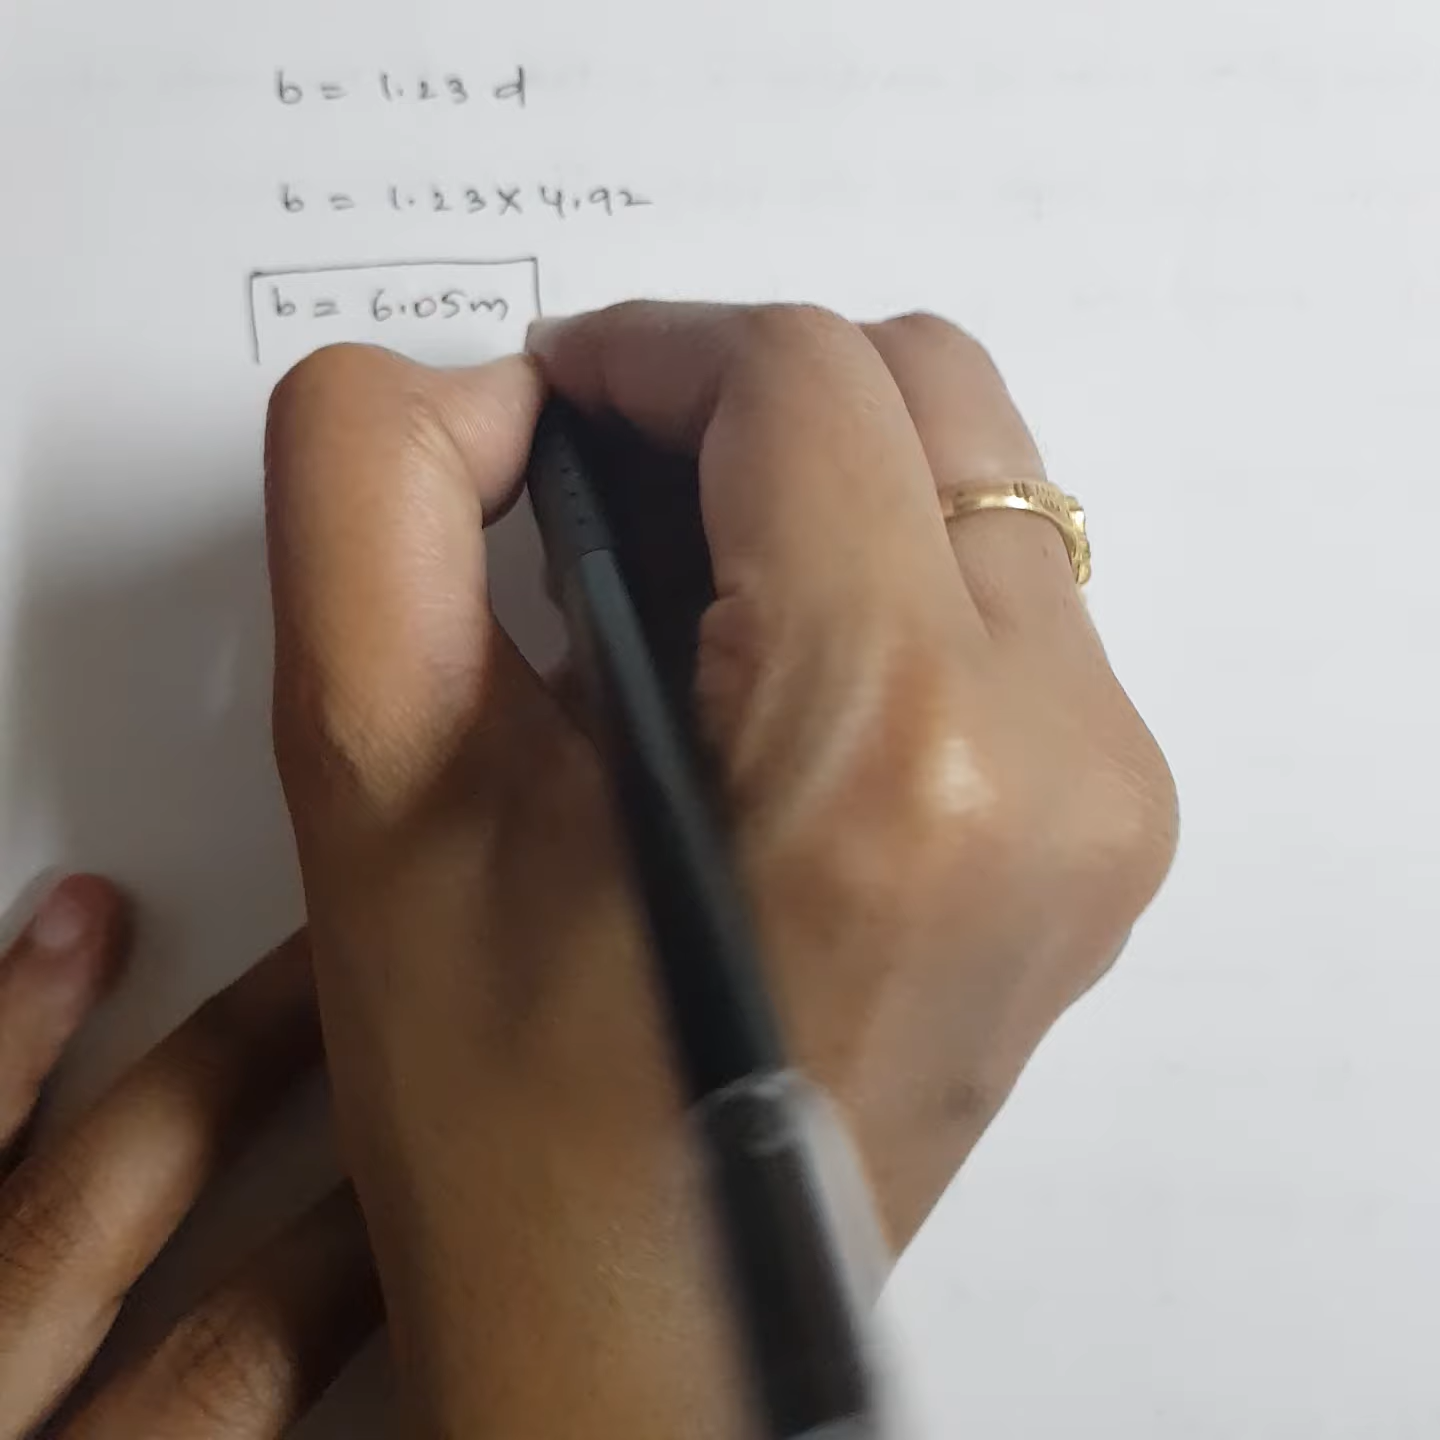 b = 1.23 d
b = 1.23 × 4.92
b = 6.05m